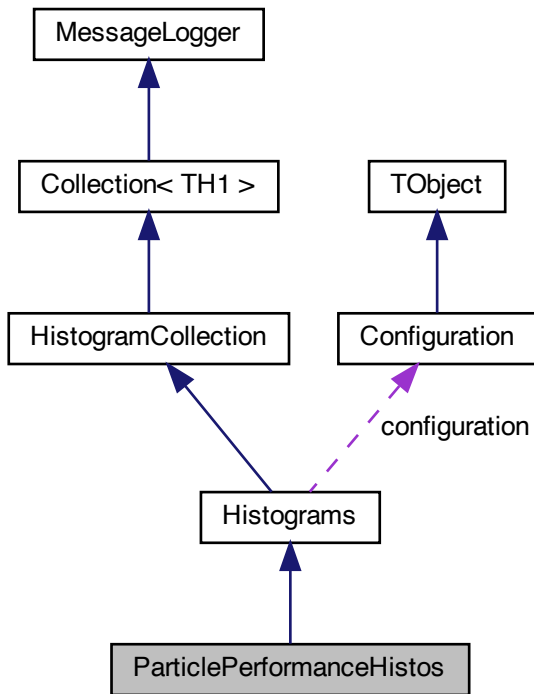 MessageLogger
Collection< TH1 >
TObject
HistogramCollection
Configuration
configuration
Histograms
ParticlePerformanceHistos